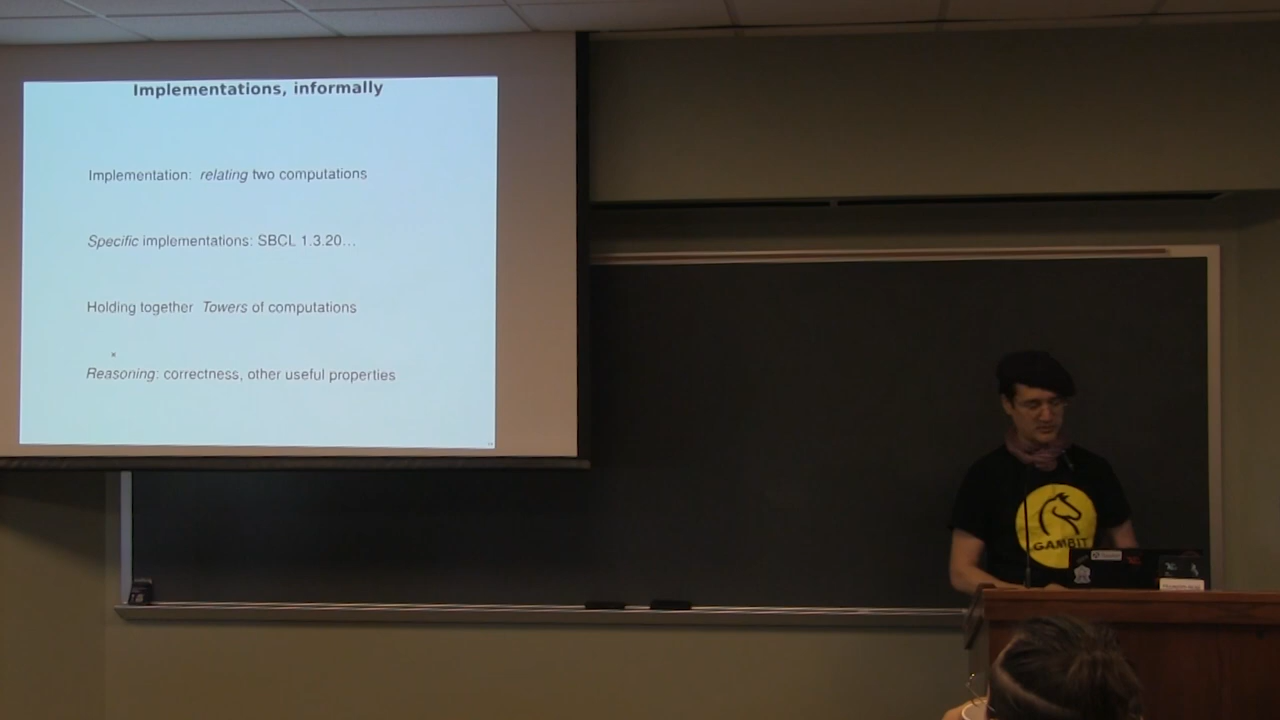 Implementations, informally
Implementation: relating two computations
Specific implementations: SBCL 1.3.20...
Holding together Towers of computations
Reasoning: correctness, other useful properties
GAMBIT